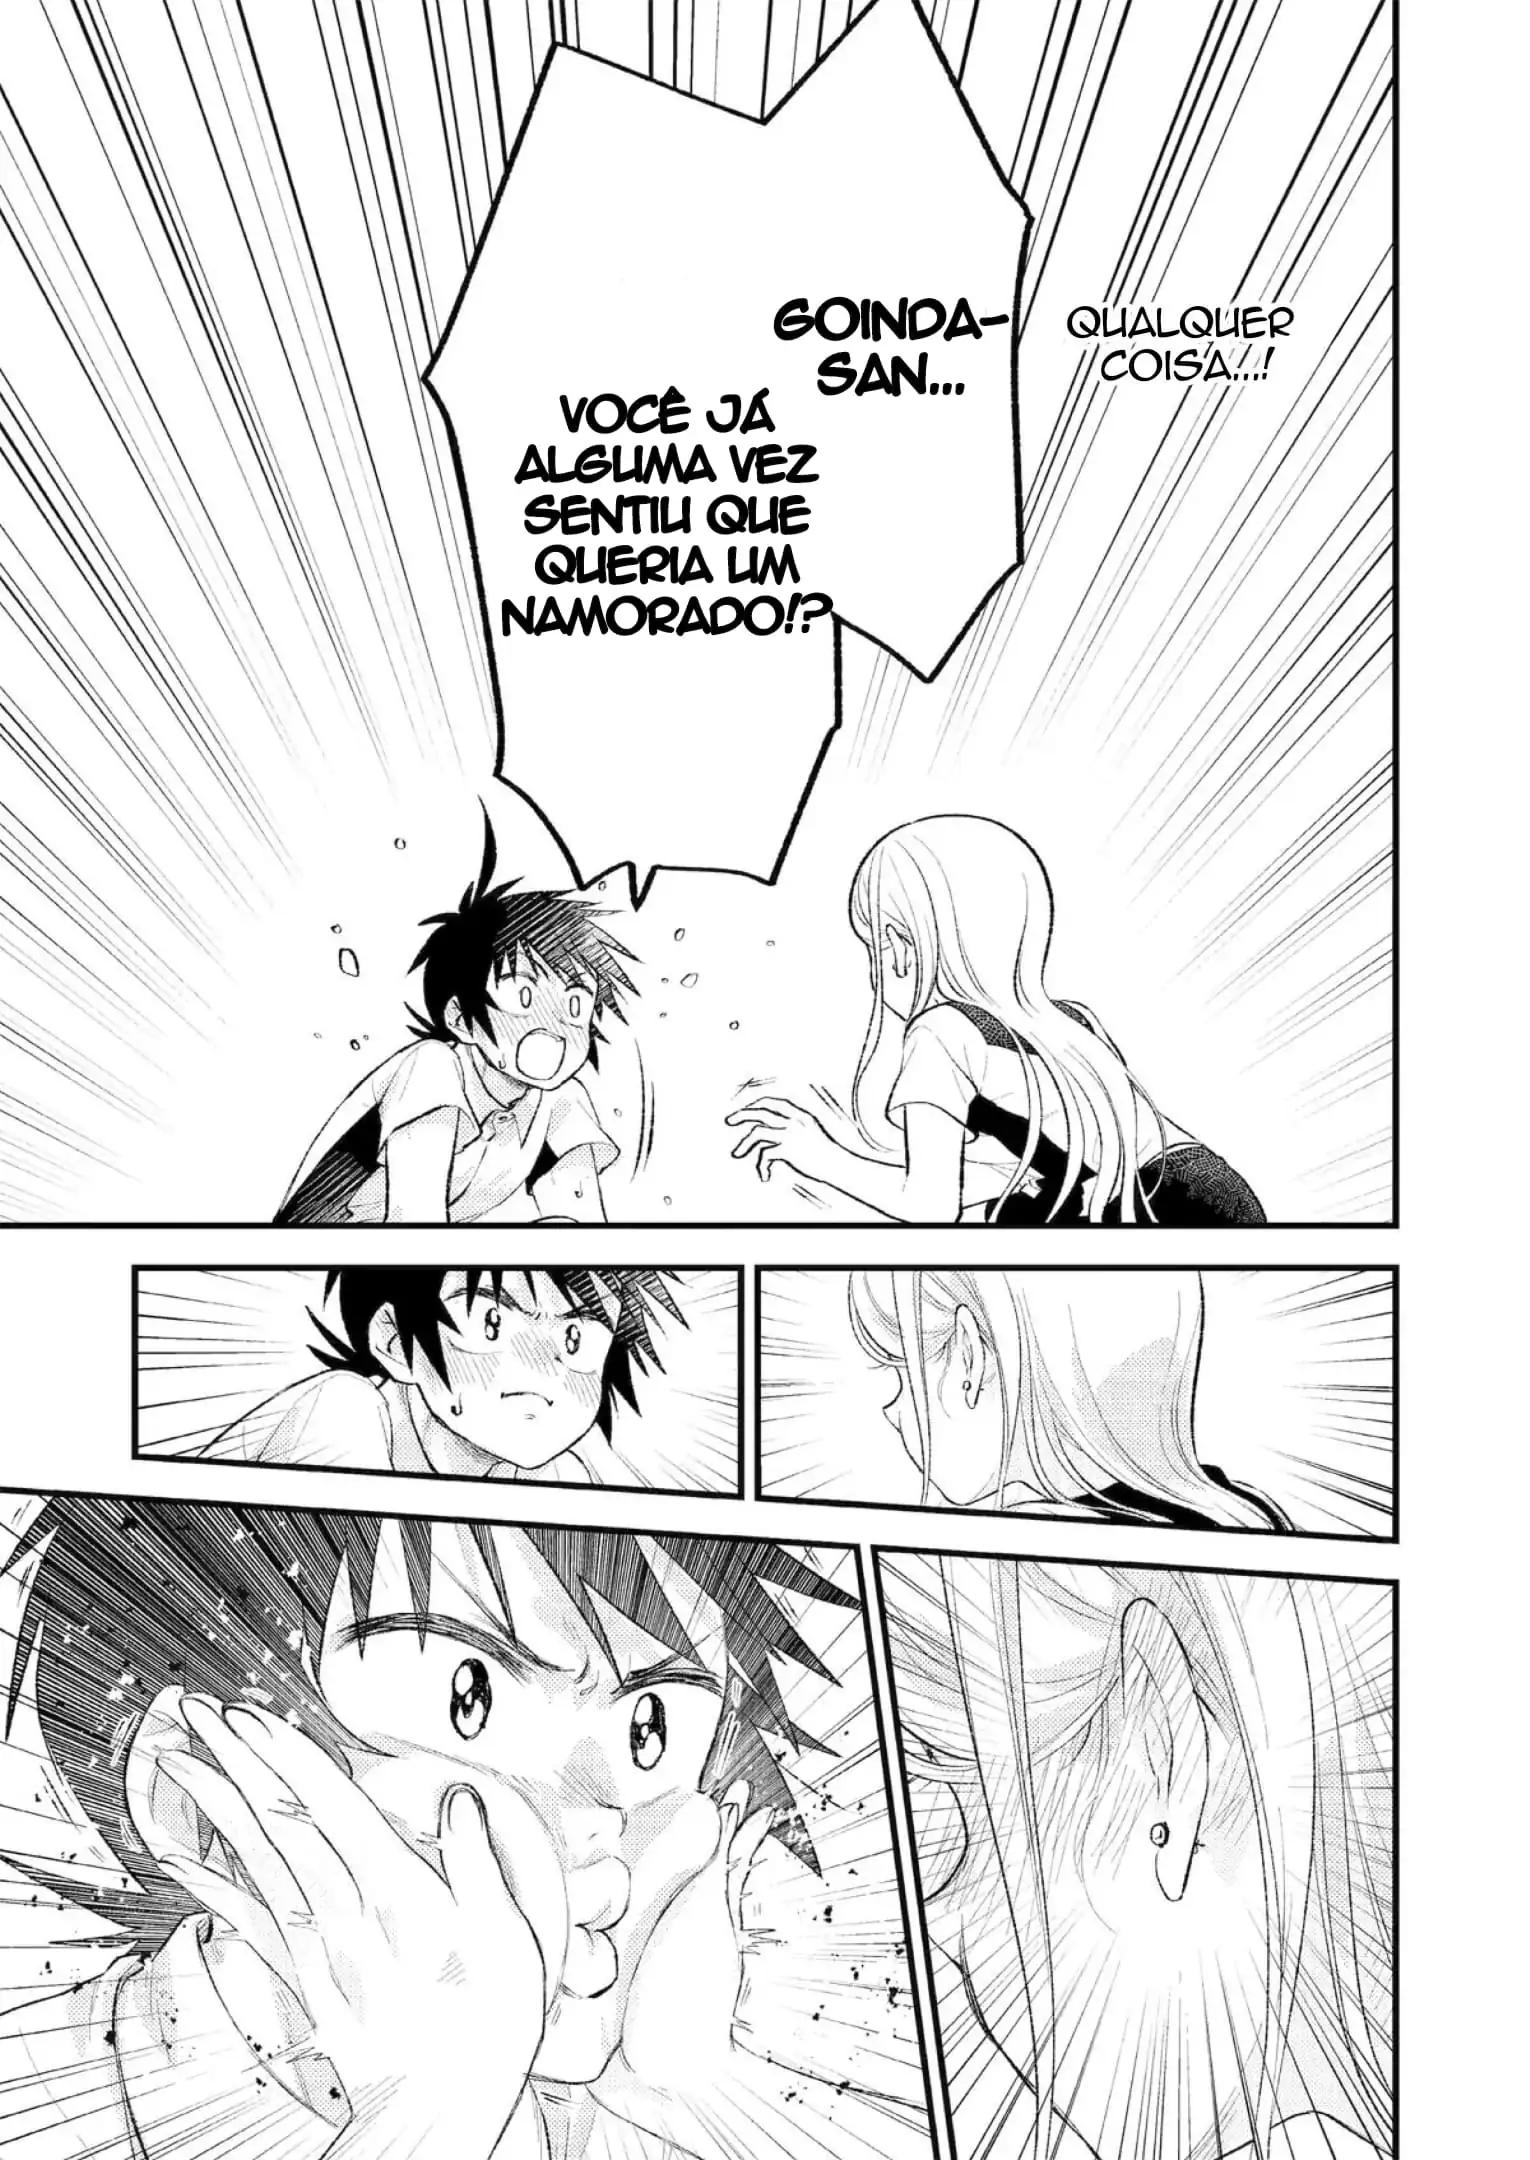 QUALQUER
COISA...!
GOINDA-
SAN...
VOCÊ JÁ
ALGUMA VEZ
SENTIU QUE
QUERIA UM
NAMORADO!?